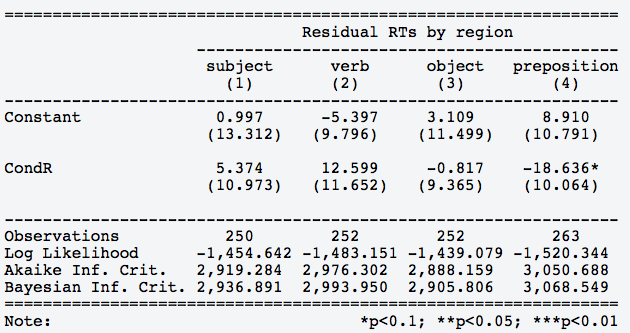 Residual RTs by region
subject verb object preposition
(1) (2) (3) (4)
Constant 0.997 -5.397 3.109 8.910
(13.312) (9.796) (11.499) (10.791)
CondR 5.374 12.599 -0.817 -18.636*
(10.973) (11.652) (9.365) (10.064)
Observations 250 252 252 263
Log Likelihood -1,454.642 -1,483.151 -1,439.079 -1,520.344
Akaike Inf. Crit. 2,919.284 2,976.302 2,888.159 3,050.688
Bayesian Inf. Crit. 2,936.891 2,993.950 2,905.806 3,068.549
Note: *p<0.1; **p<0.05; ***p<0.01